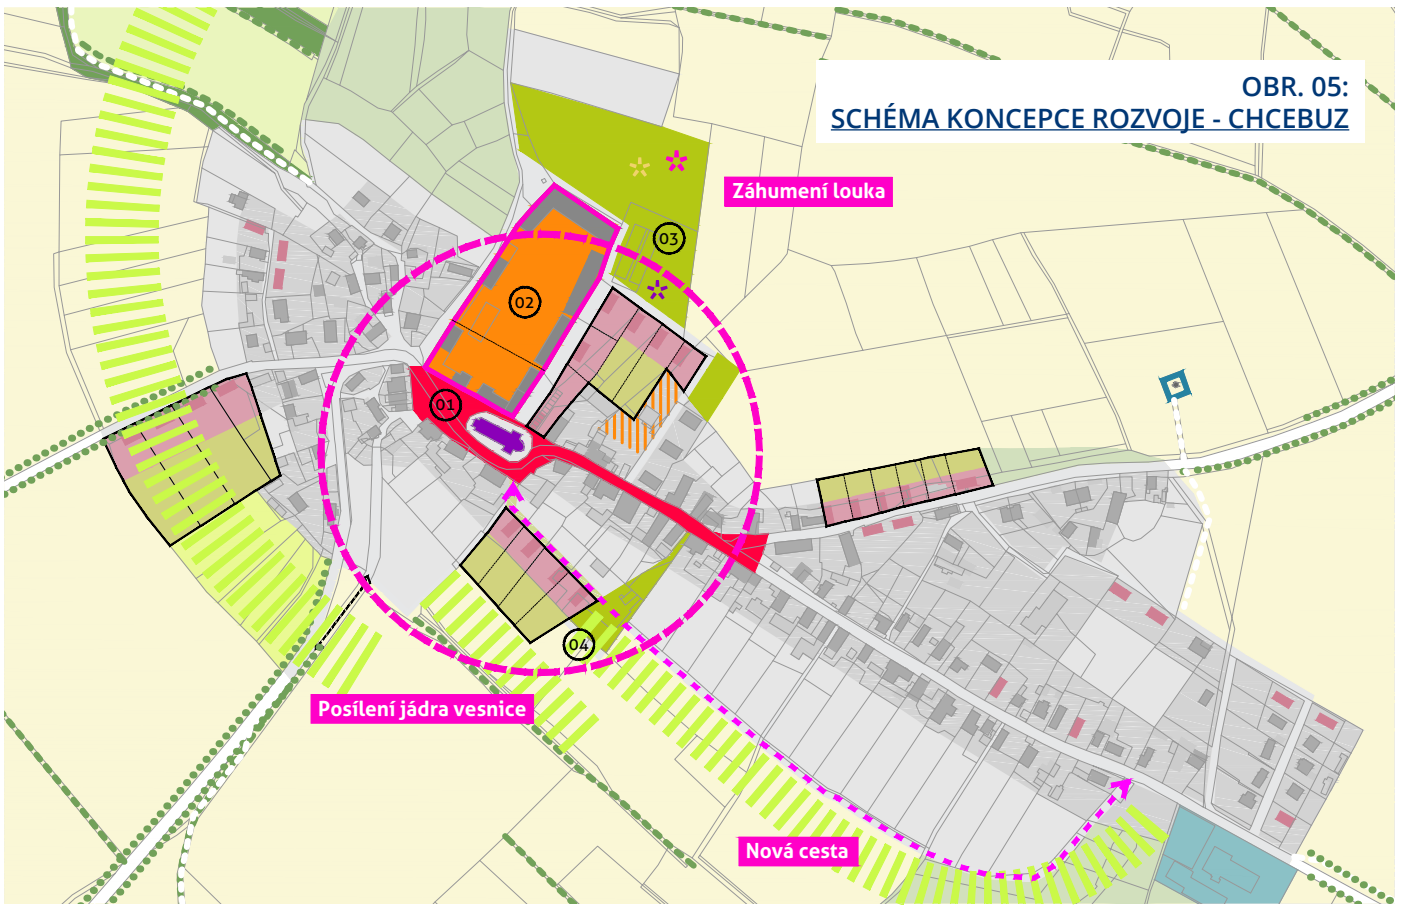 OBR. 05:
SCHÉMA KONCEPCE ROZVOJE - CHCEBUZ
Záhumení louka
03
02
01
04
Posílení jádra vesnice
Nová cesta